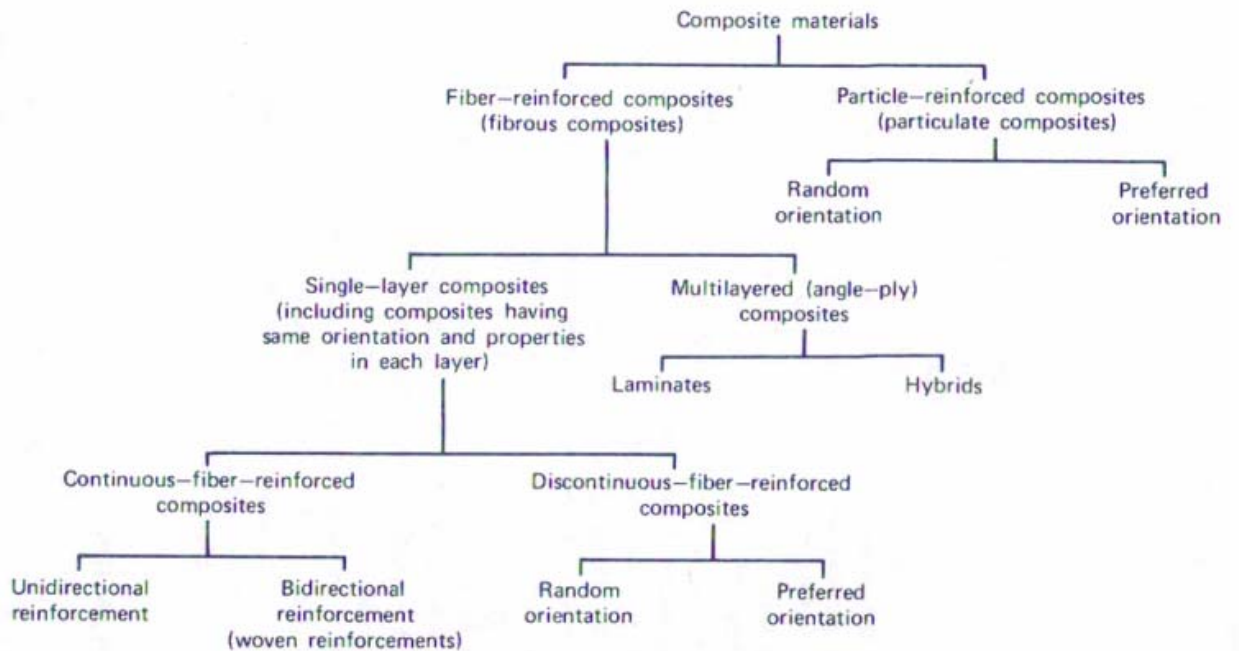 Composite materials
Fiber—reinforced composites
(fibrous composites)
Particle—reinforced composites
(particulate composites)
Random
orientation
Preferred
orientation
Single—layer composites
(including composites having
same orientation and properties
in each layer)
Multilayered (angle—ply)
composites
Laminates
Hybrids
Continuous—fiber—reinforced
composites
Discontinuous—fiber—reinforced
composites
Unidirectional
reinforcement
Bidirectional
reinforcement
(woven reinforcements)
Random
orientation
Preferred
orientation